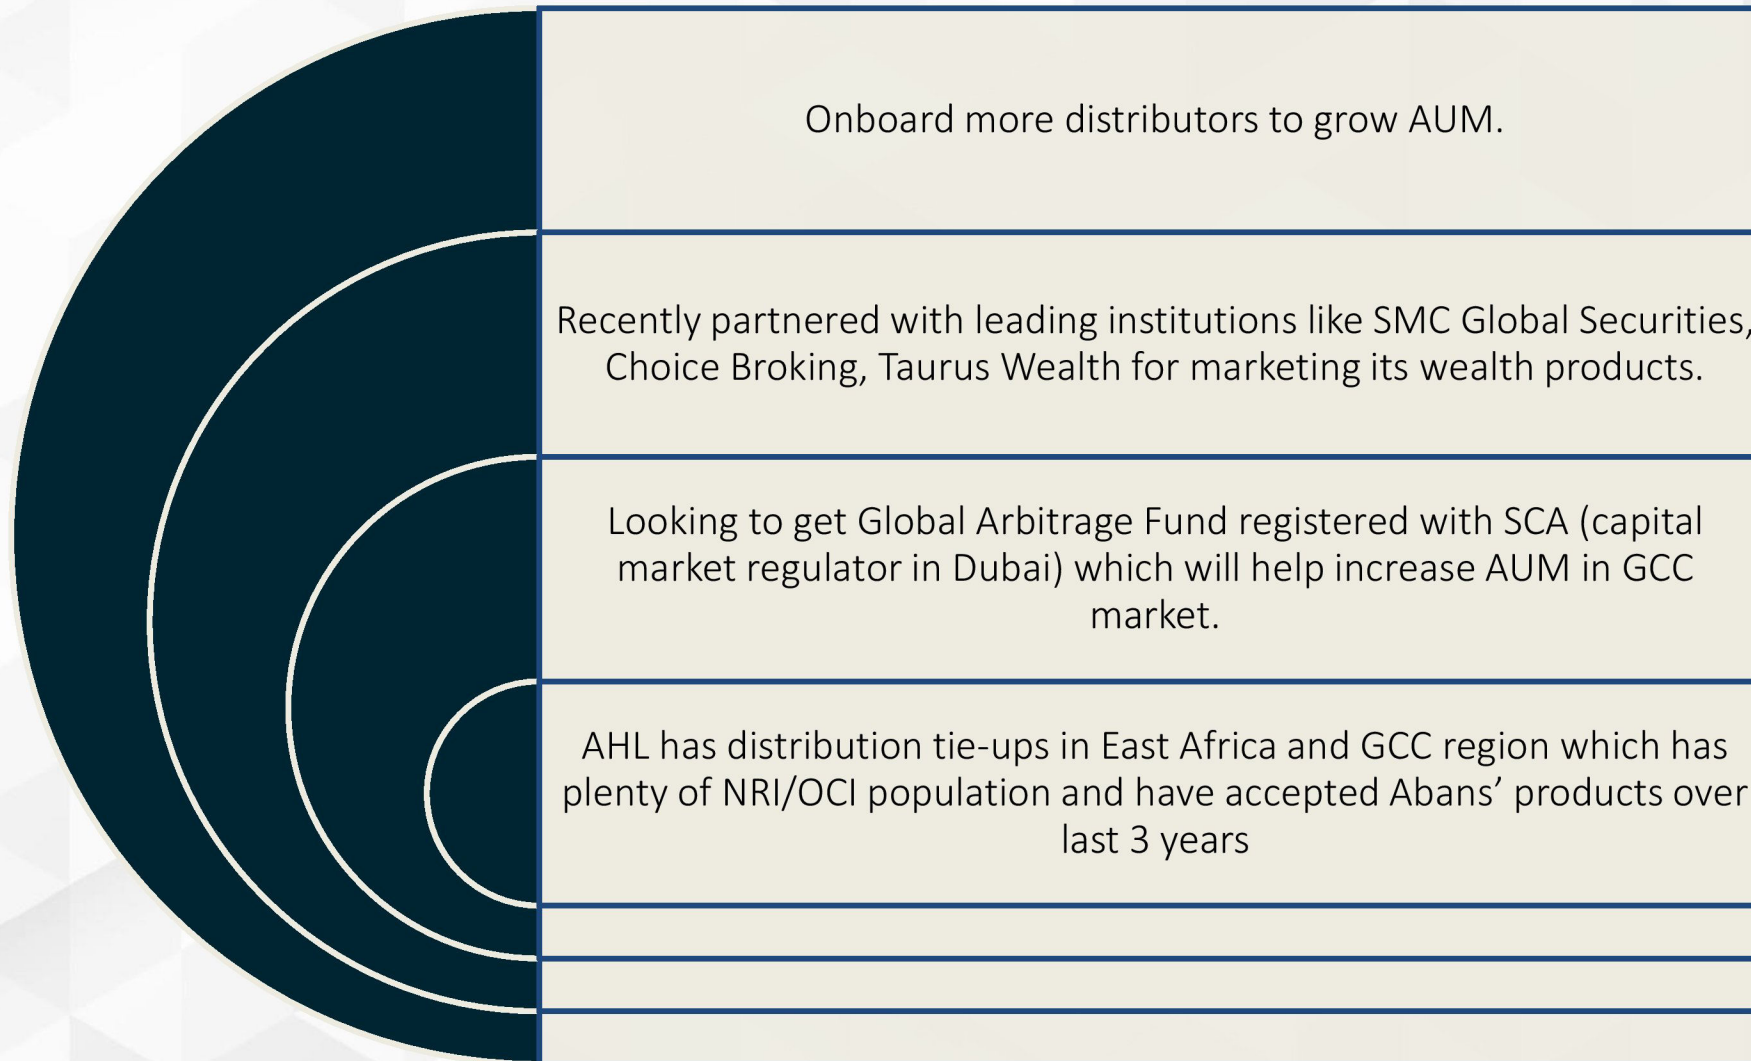 Onboard more distributors to grow AUM.
Recently partnered with leading institutions like SMC Global Securities,
Choice Broking, Taurus Wealth for marketing its wealth products.
Looking to get Global Arbitrage Fund registered with SCA (capital
market regulator in Dubai) which will help increase AUM in GCC
market.
AHL has distribution tie-ups in East Africa and GCC region which has
plenty of NRI/OCI population and have accepted Abans’ products over
last 3 years